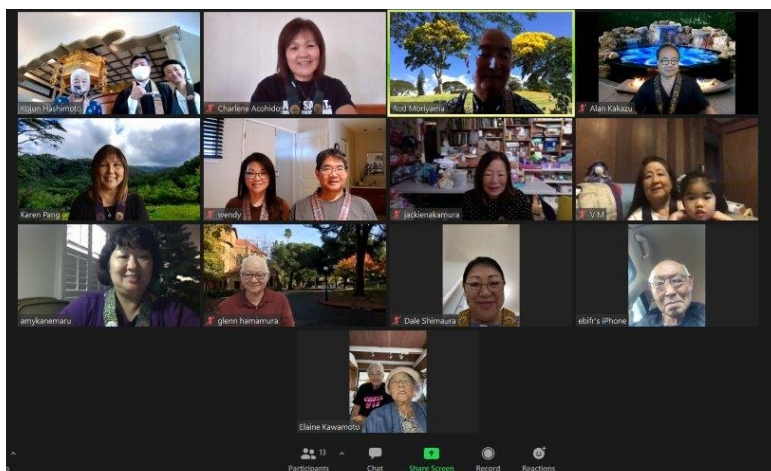 Kojun Hashimoto
Charlene Acohido
Rod Moriyama
Alan Kakazu
Karen Pang
wendy
jackienakamura
V M
amykanemaru
glenn hamamura
Dale Shimaura
ebifr's iPhone
Elaine Kawamoto
13
Participants
Chat
Share Screen
Record
Reactions